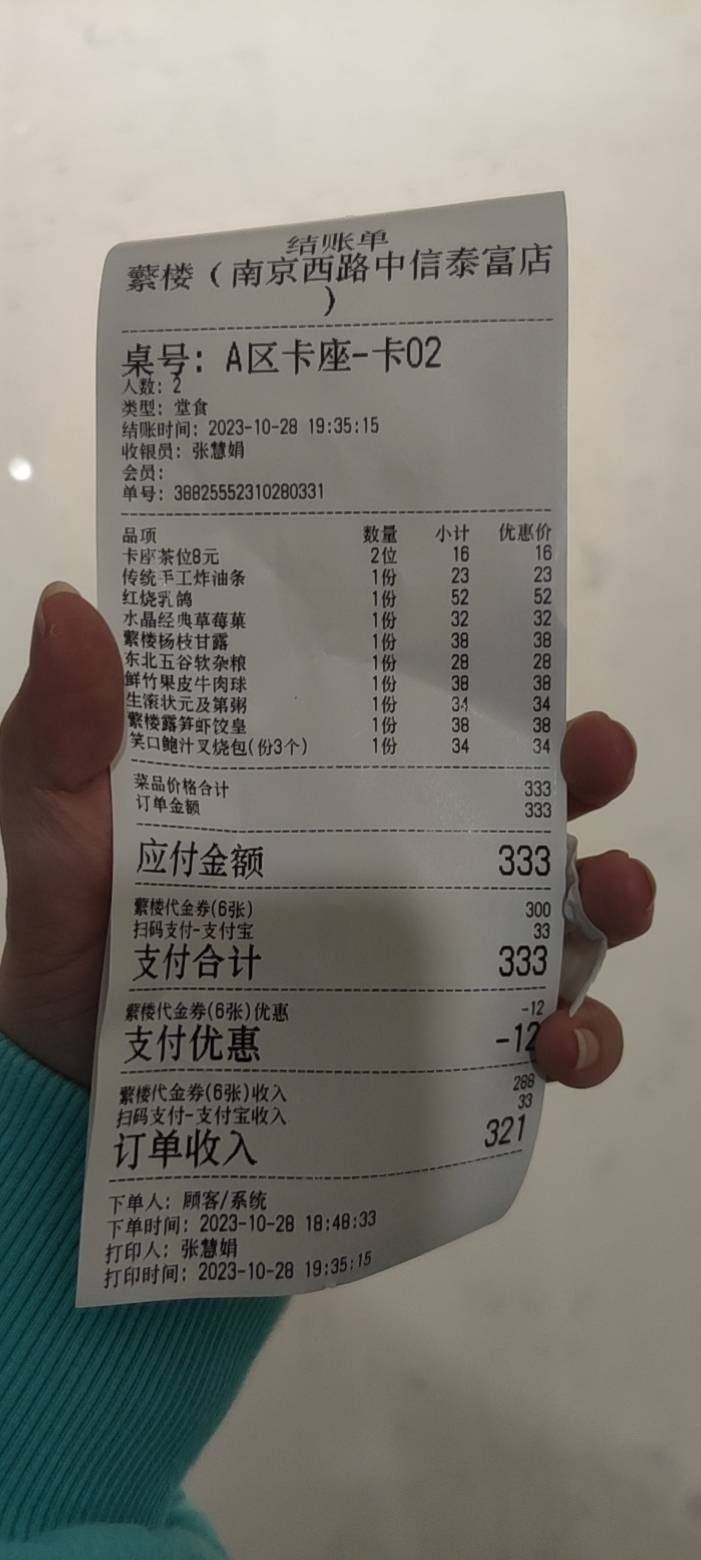 结账单
蘩楼（南京西路中信泰富店
）
桌号: A区卡座-卡02
人数: 2
类型: 堂食
结账时间: 2023-10-28 19:35:15
收银员: 张慧娟
会员:
单号: 38825552310280331
品项 数量 小计 优惠价
卡座茶位8元 2位 16 16
传统手工炸油条 1份 23 23
红烧乳鸽 1份 52 52
水晶经典草莓菓 1份 32 32
蘩楼杨枝甘露 1份 38 38
东北五谷软杂粮 1份 28 28
鲜竹果皮牛肉球 1份 38 38
生滚状元及第粥 1份 34 34
蘩楼露笋虾饺皇 1份 38 38
笑口鲍汁叉烧包(份3个) 1份 34 34
菜品价格合计 333
订单金额 333
应付金额 333
蘩楼代金券(6张) 300
扫码支付-支付宝 33
支付合计 333
蘩楼代金券(6张)优惠 -12
支付优惠 -12
蘩楼代金券(6张)收入 288
扫码支付-支付宝收入 33
订单收入 321
下单人: 顾客/系统
下单时间: 2023-10-28 18:48:33
打印人: 张慧娟
打印时间: 2023-10-28 19:35:15